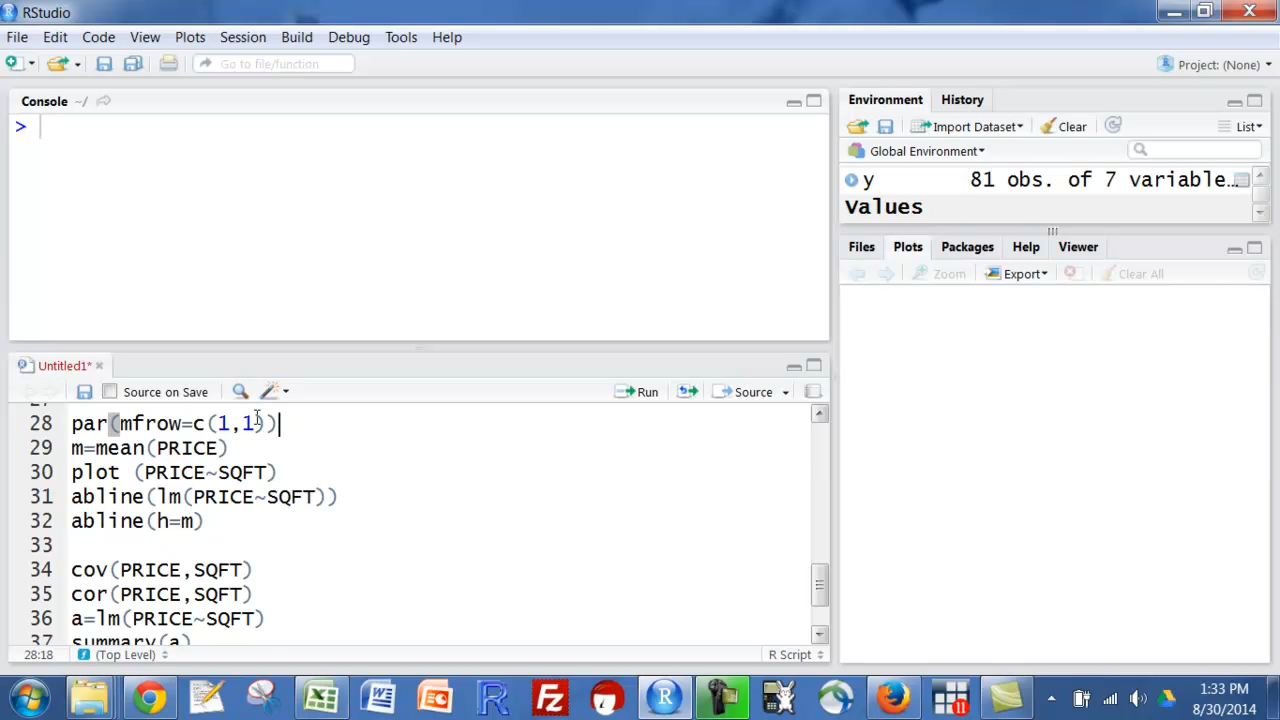 RStudio
File Edit Code View Plots Session Build Debug Tools Help
Go to file/function
Project: (None)
Console ~/
>
Environment History
Import Dataset Clear List
Global Environment
y 81 obs. of 7 variable…
Values
Files Plots Packages Help Viewer
Zoom Export Clear All
Untitled1*
Source on Save Run Source
28 par(mfrow=c(1,1))
29 m=mean(PRICE)
30 plot (PRICE~SQFT)
31 abline(lm(PRICE~SQFT))
32 abline(h=m)
33
34 cov(PRICE,SQFT)
35 cor(PRICE,SQFT)
36 a=lm(PRICE~SQFT)
37 summary(a)
28:18 (Top Level) R Script
1:33 PM
8/30/2014